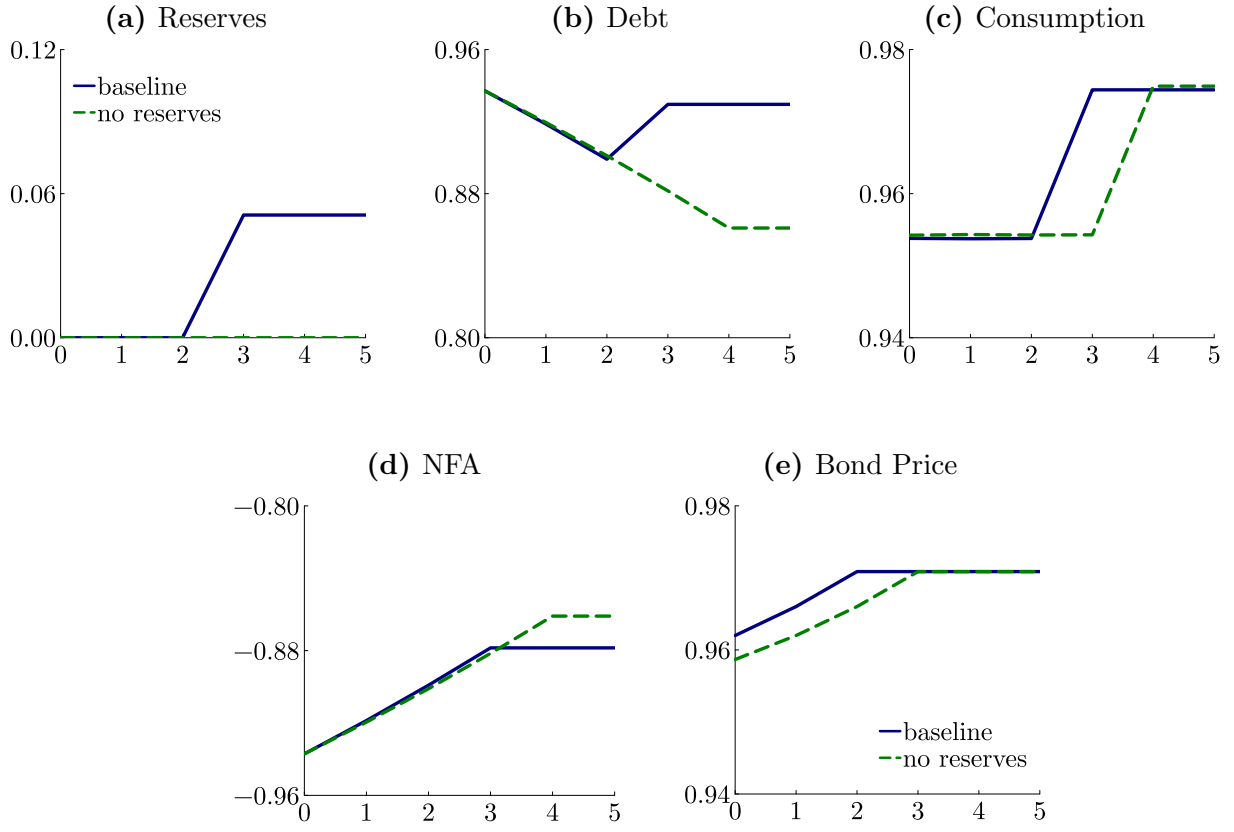 (a) Reserves
(b) Debt
(c) Consumption
0.12
0.06
0.00
baseline
no reserves
0 1 2 3 4 5
0.96
0.88
0.80
0 1 2 3 4 5
0.98
0.96
0.94
0 1 2 3 4 5
(d) NFA
(e) Bond Price
−0.80
−0.88
−0.96
0 1 2 3 4 5
0.98
0.96
0.94
baseline
no reserves
0 1 2 3 4 5